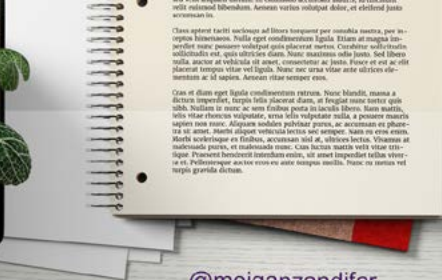 velit euismod bibendum. Aenean varius volutpat dolor, et eleifend justo
accumsan in.
Class aptent taciti sociosqu ad litora torquent per conubia nostra, per in-
ceptos himenaeos. Nulla eget condimentum ligula. Etiam at magna im-
perdiet nunc posuere volutpat quis placerat metus. Curabitur sollicitudin
sollicitudin est, quis ultricies diam. Nunc maximus odio justo. Sed libero
nulla, auctor at vehicula sit amet, consectetur ac justo. Fusce et est ac elit
placerat tempus vitae vel ligula. Nunc nec urna vitae ante ultrices ele-
mentum ac id sapien. Aenean vitae semper eros.
Cras et diam eget ligula condimentum rutrum. Nunc blandit, massa a
dictum imperdiet, turpis felis placerat diam, at feugiat nunc tortor quis
nibh. Nullam in nunc ac sem finibus porta in iaculis libero. Nam mattis,
felis vitae rhoncus vulputate, urna felis vulputate nulla, a posuere mauris
sapien non nunc. Aliquam sodales pulvinar purus, ac accumsan ex phare-
tra sit amet. Morbi aliquet vehicula lectus sec semper. Nam eu eros enim.
Morbi scelerisque ex finibus, accumsan nisl at, ultrices lectus. Vivamus at
malesuada purus, et malesuada nunc. Cras luctus mattis velit vitae tris-
tique. Praesent hendrerit interdum enim, sit amet imperdiet tellus viver-
ra et. Pellentesque auctor eros eu ante tempus mollis. Nunc eu metus vel
turpis gravida dictum.